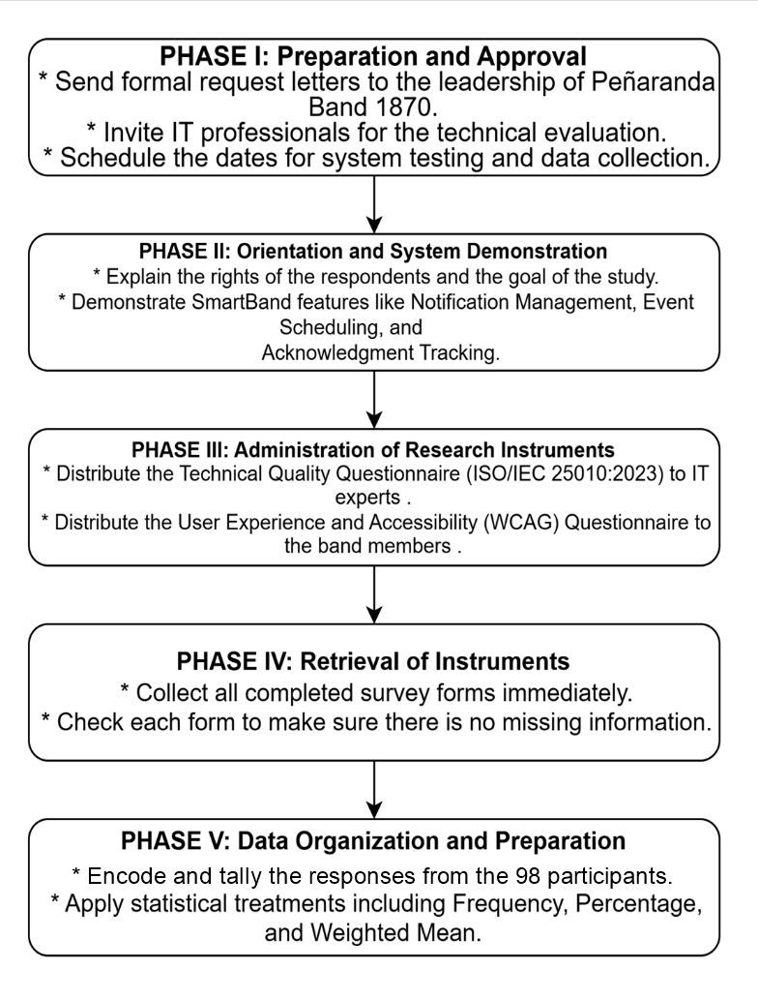 PHASE I: Preparation and Approval
* Send formal request letters to the leadership of Peñaranda
Band 1870.
* Invite IT professionals for the technical evaluation.
* Schedule the dates for system testing and data collection.
PHASE II: Orientation and System Demonstration
* Explain the rights of the respondents and the goal of the study.
* Demonstrate SmartBand features like Notification Management, Event
Scheduling, and
Acknowledgment Tracking.
PHASE III: Administration of Research Instruments
* Distribute the Technical Quality Questionnaire (ISO/IEC 25010:2023) to IT
experts .
* Distribute the User Experience and Accessibility (WCAG) Questionnaire to
the band members .
PHASE IV: Retrieval of Instruments
* Collect all completed survey forms immediately.
* Check each form to make sure there is no missing information.
PHASE V: Data Organization and Preparation
* Encode and tally the responses from the 98 participants.
* Apply statistical treatments including Frequency, Percentage,
and Weighted Mean.